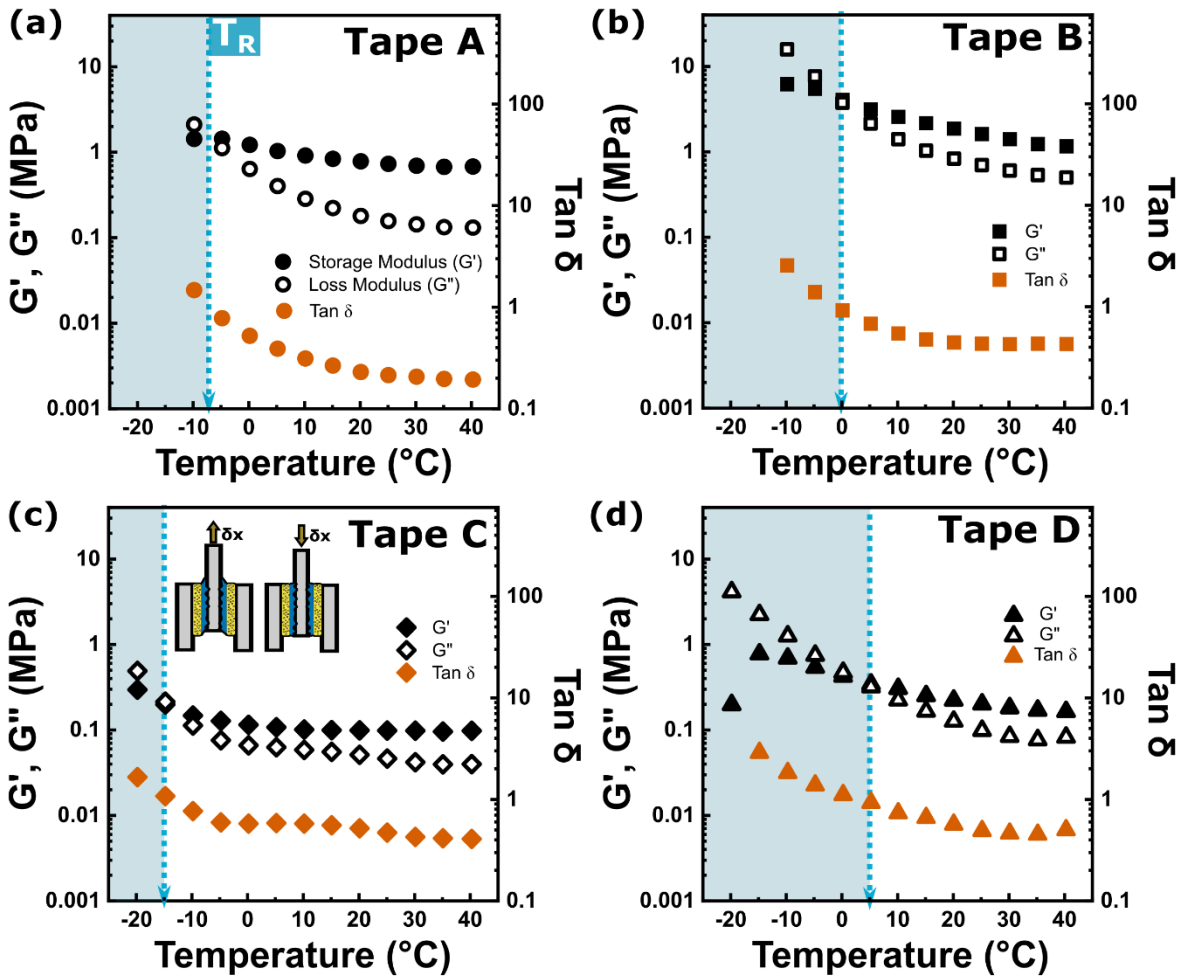 (a)
T_R
Tape A
G', G" (MPa)
10
1
0.1
0.01
0.001
100
10
1
0.1
Tan δ
Storage Modulus (G')
Loss Modulus (G")
Tan δ
-20 -10 0 10 20 30 40
Temperature (°C)
(b)
Tape B
G', G" (MPa)
10
1
0.1
0.01
0.001
100
10
1
0.1
Tan δ
G'
G"
Tan δ
-20 -10 0 10 20 30 40
Temperature (°C)
(c)
Tape C
δx δx
G', G" (MPa)
10
1
0.1
0.01
0.001
100
10
1
0.1
Tan δ
G'
G"
Tan δ
-20 -10 0 10 20 30 40
Temperature (°C)
(d)
Tape D
G', G" (MPa)
10
1
0.1
0.01
0.001
100
10
1
0.1
Tan δ
G'
G"
Tan δ
-20 -10 0 10 20 30 40
Temperature (°C)